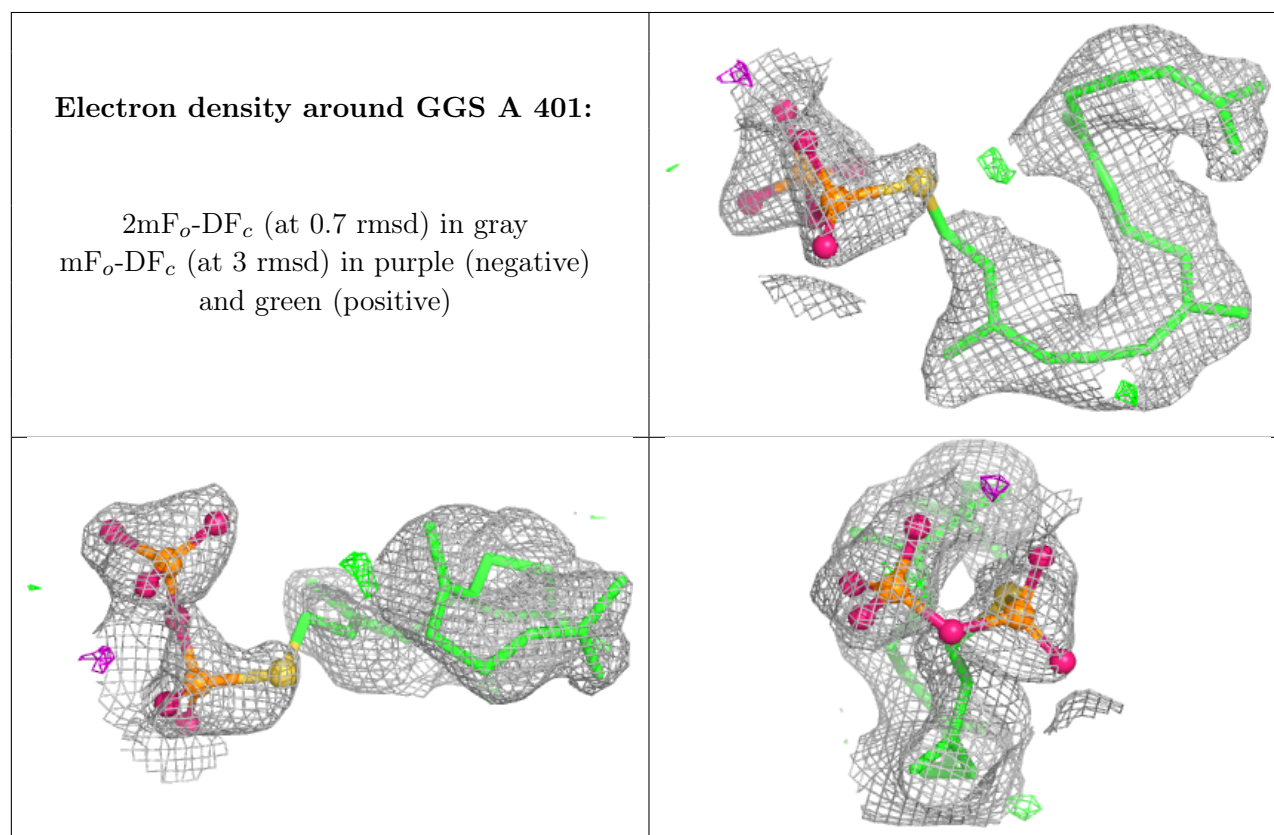 Electron density around GGS A 401:
2mFo-DFc (at 0.7 rmsd) in gray
mFo-DFc (at 3 rmsd) in purple (negative)
and green (positive)